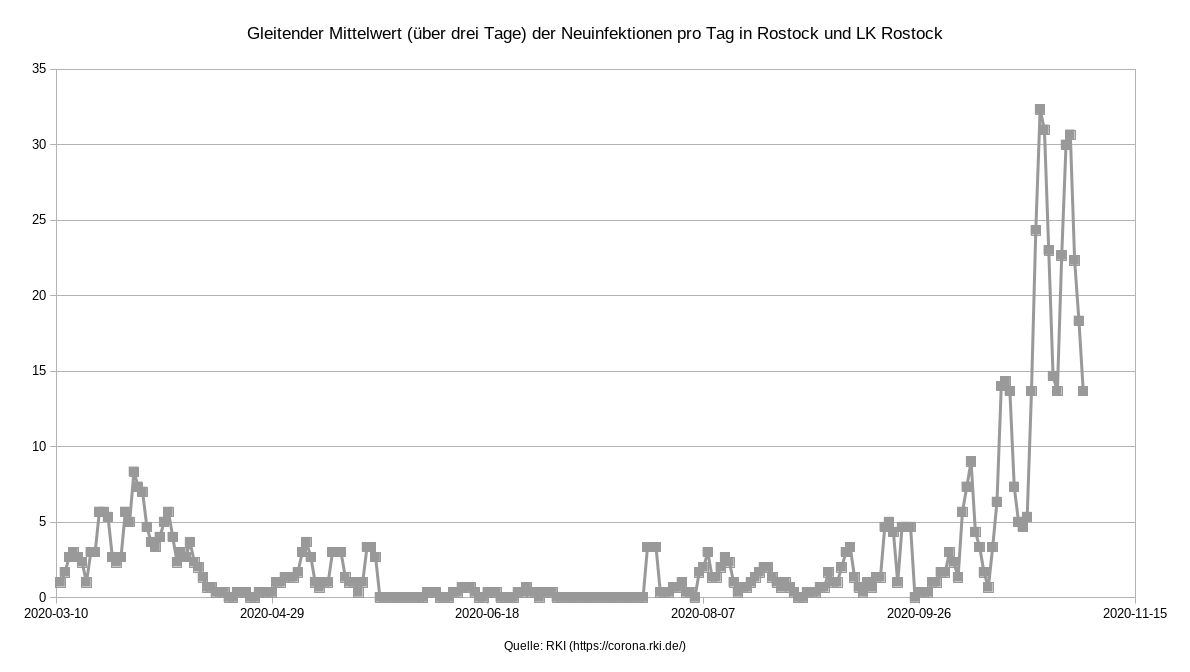 Gleitender Mittelwert (über drei Tage) der Neuinfektionen pro Tag in Rostock und LK Rostock
35
30
25
20
15
10
5
0
2020-03-10 2020-04-29 2020-06-18 2020-08-07 2020-09-26 2020-11-15
Quelle: RKI (https://corona.rki.de/)